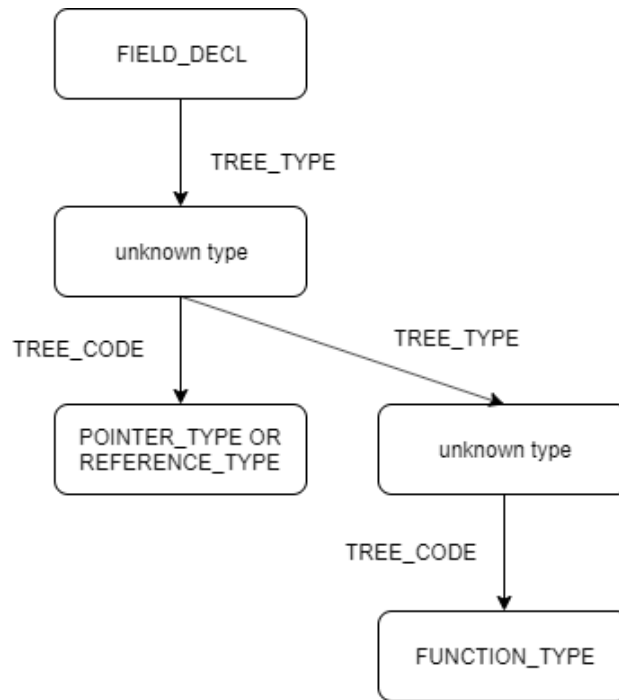 FIELD_DECL
TREE_TYPE
unknown type
TREE_CODE
TREE_TYPE
POINTER_TYPE OR
REFERENCE_TYPE
unknown type
TREE_CODE
FUNCTION_TYPE